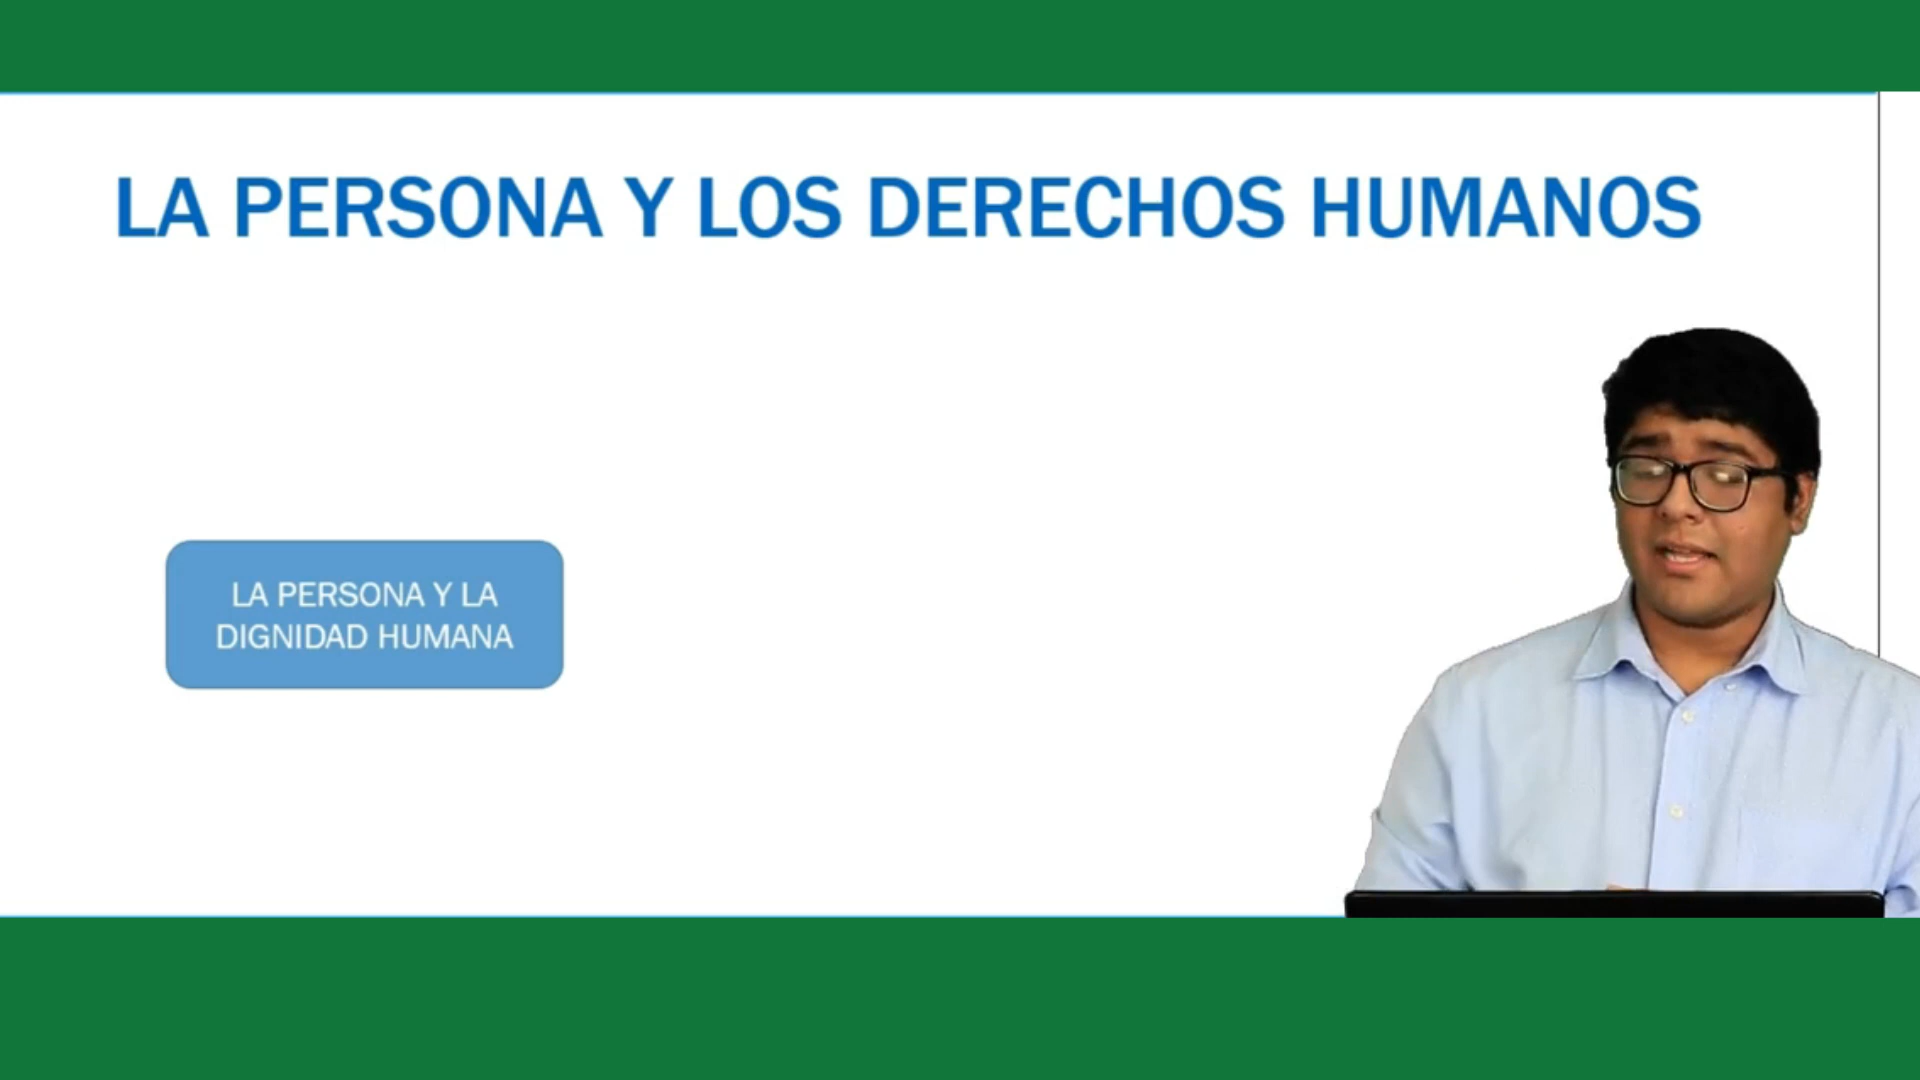 LA PERSONA Y LOS DERECHOS HUMANOS
LA PERSONA Y LA
DIGNIDAD HUMANA